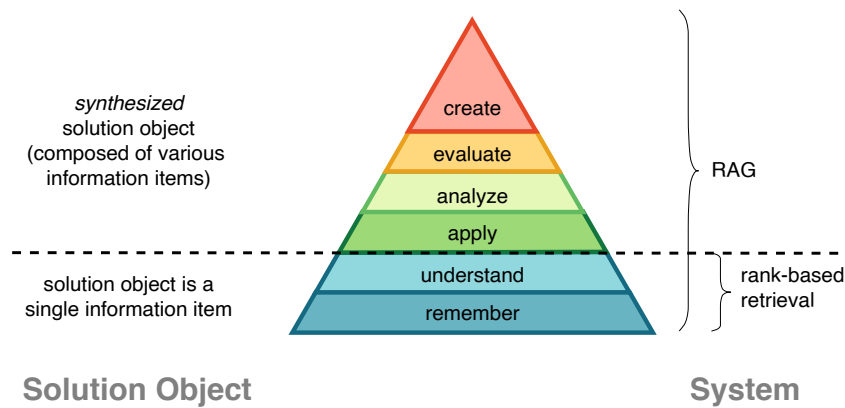 synthesized
solution object
(composed of various
information items)
create
evaluate
analyze
apply
RAG
solution object is a
single information item
understand
remember
rank-based
retrieval
Solution Object
System